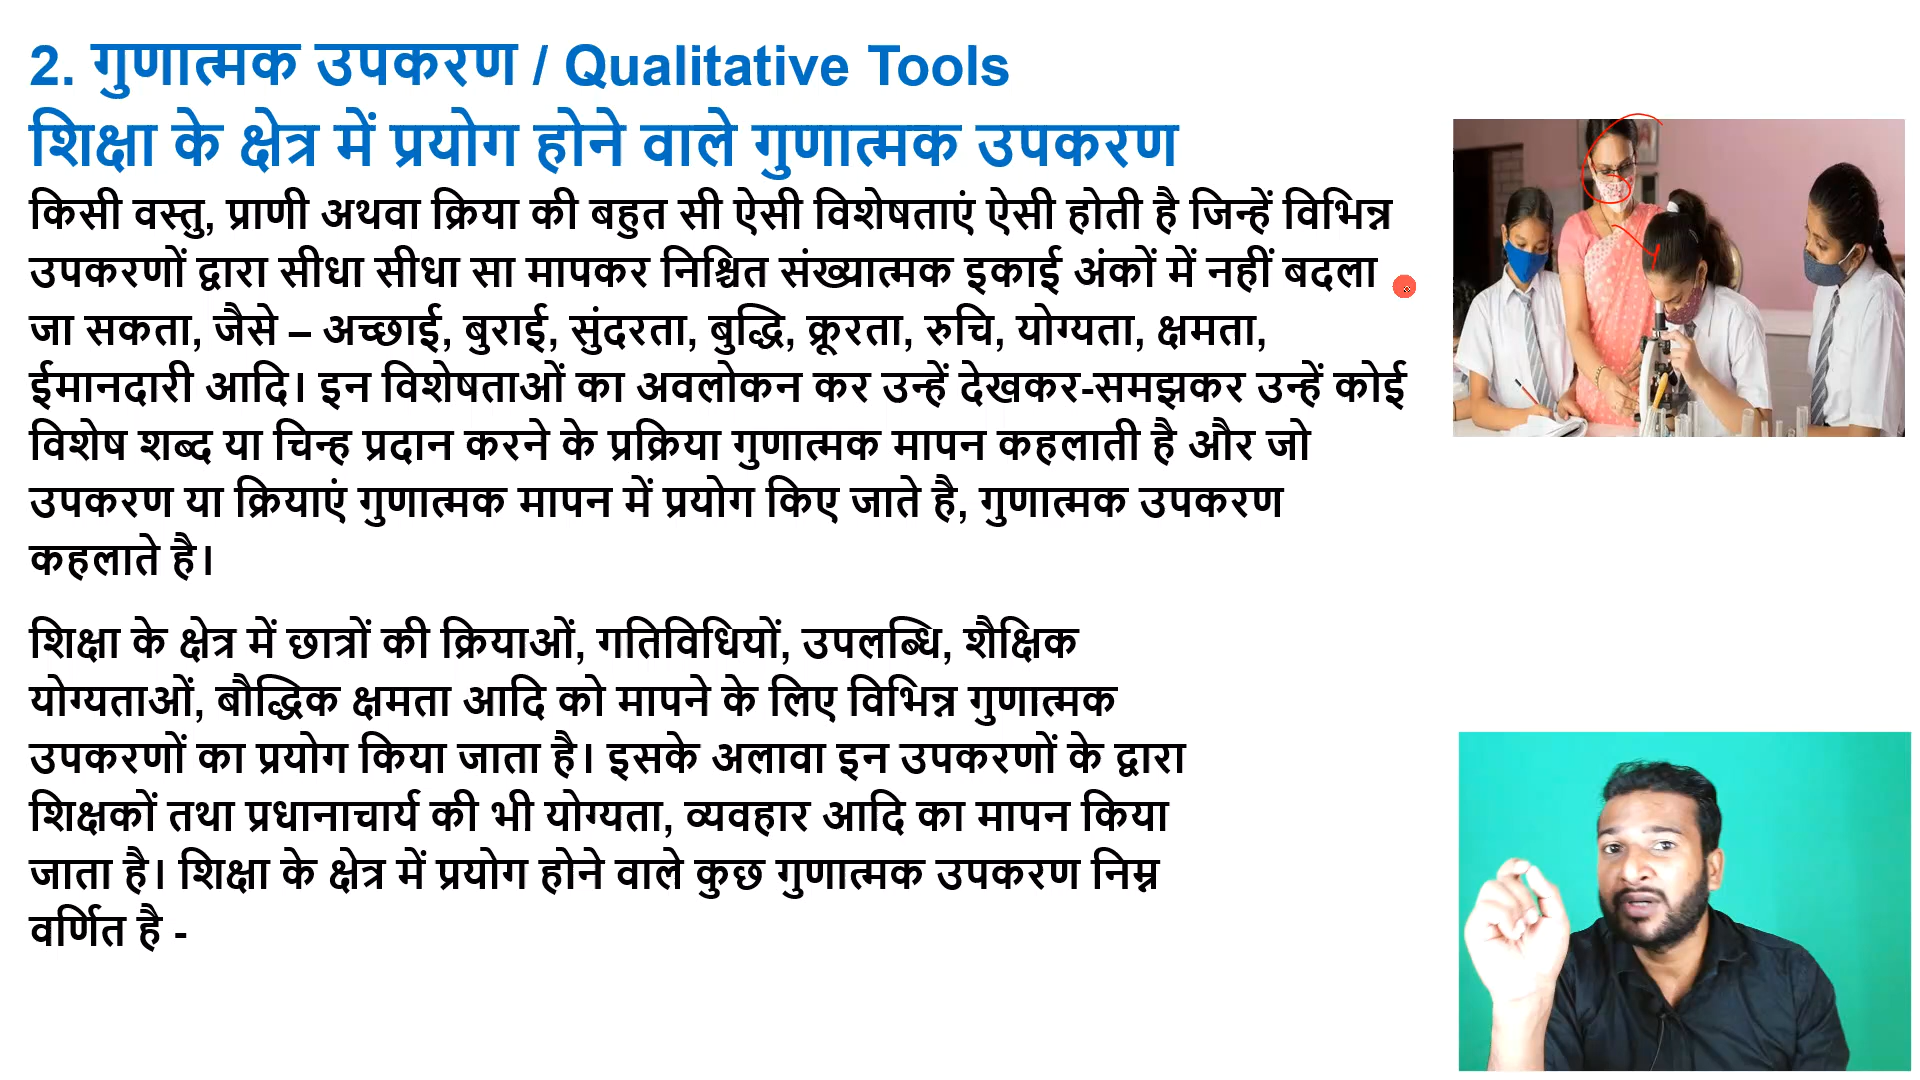 2. गुणात्मक उपकरण / Qualitative Tools
शिक्षा के क्षेत्र में प्रयोग होने वाले गुणात्मक उपकरण
किसी वस्तु, प्राणी अथवा क्रिया की बहुत सी ऐसी विशेषताएं ऐसी होती है जिन्हें विभिन्न
उपकरणों द्वारा सीधा सीधा सा मापकर निश्चित संख्यात्मक इकाई अंकों में नहीं बदला
जा सकता, जैसे – अच्छाई, बुराई, सुंदरता, बुद्धि, क्रूरता, रुचि, योग्यता, क्षमता,
ईमानदारी आदि। इन विशेषताओं का अवलोकन कर उन्हें देखकर-समझकर उन्हें कोई
विशेष शब्द या चिन्ह प्रदान करने के प्रक्रिया गुणात्मक मापन कहलाती है और जो
उपकरण या क्रियाएं गुणात्मक मापन में प्रयोग किए जाते है, गुणात्मक उपकरण
कहलाते है।
शिक्षा के क्षेत्र में छात्रों की क्रियाओं, गतिविधियों, उपलब्धि, शैक्षिक
योग्यताओं, बौद्धिक क्षमता आदि को मापने के लिए विभिन्न गुणात्मक
उपकरणों का प्रयोग किया जाता है। इसके अलावा इन उपकरणों के द्वारा
शिक्षकों तथा प्रधानाचार्य की भी योग्यता, व्यवहार आदि का मापन किया
जाता है। शिक्षा के क्षेत्र में प्रयोग होने वाले कुछ गुणात्मक उपकरण निम्न
वर्णित है -